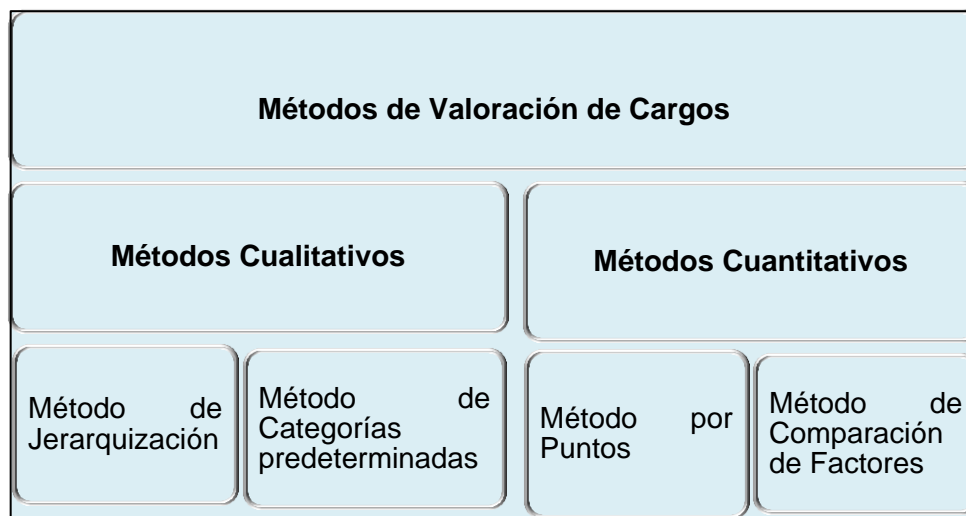 Métodos de Valoración de Cargos
Métodos Cualitativos
Métodos Cuantitativos
Método de
Jerarquización
Método de
Categorías
predeterminadas
Método por
Puntos
Método de
Comparación
de Factores